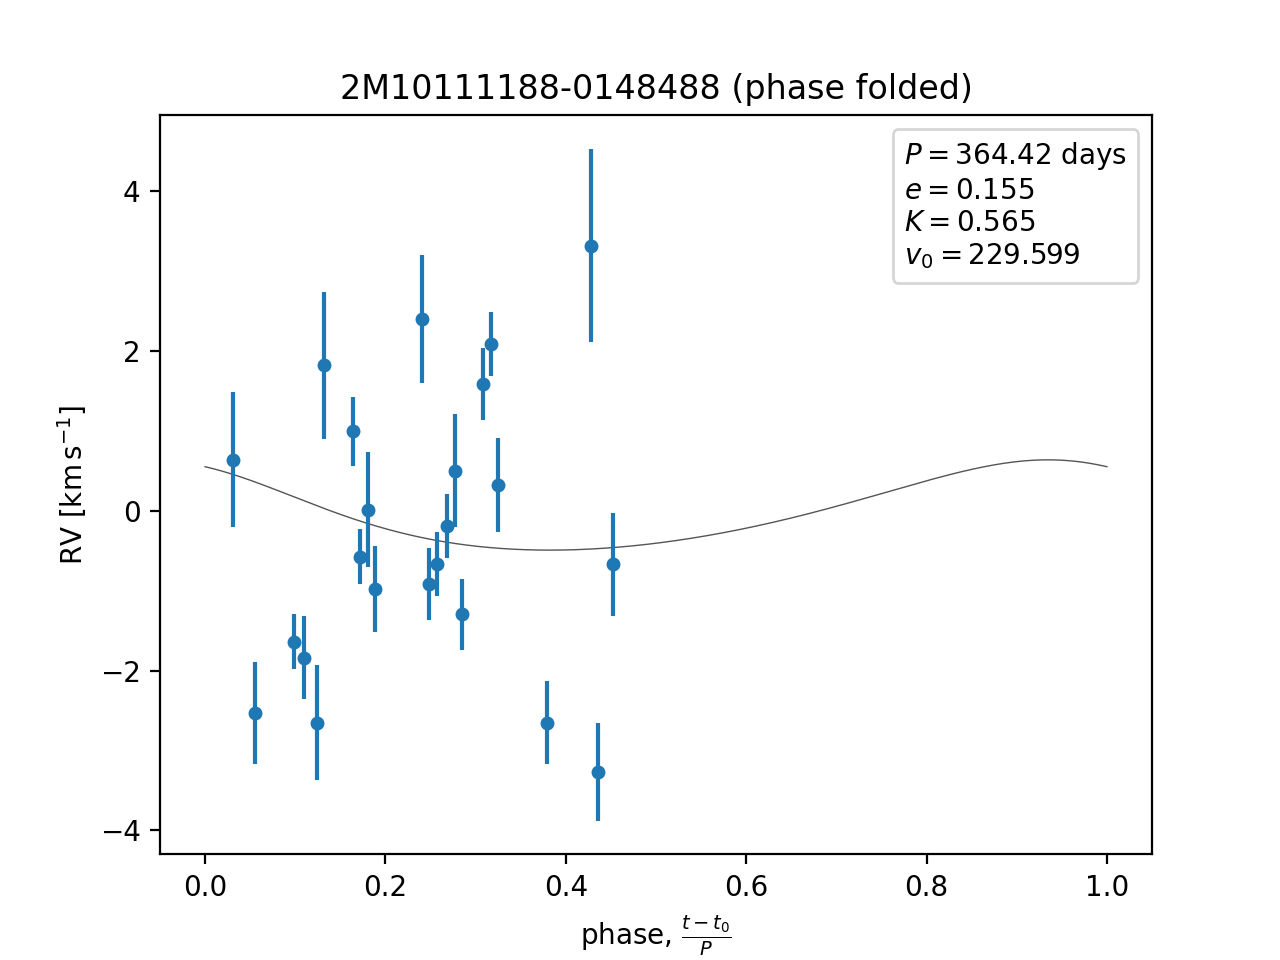 2M10111188-0148488 (phase folded)
P = 364.42 days
e = 0.155
K = 0.565
v₀ = 229.599
4
2
0
−2
−4
RV [km s⁻¹]
0.0 0.2 0.4 0.6 0.8 1.0
phase, (t − t₀)/P